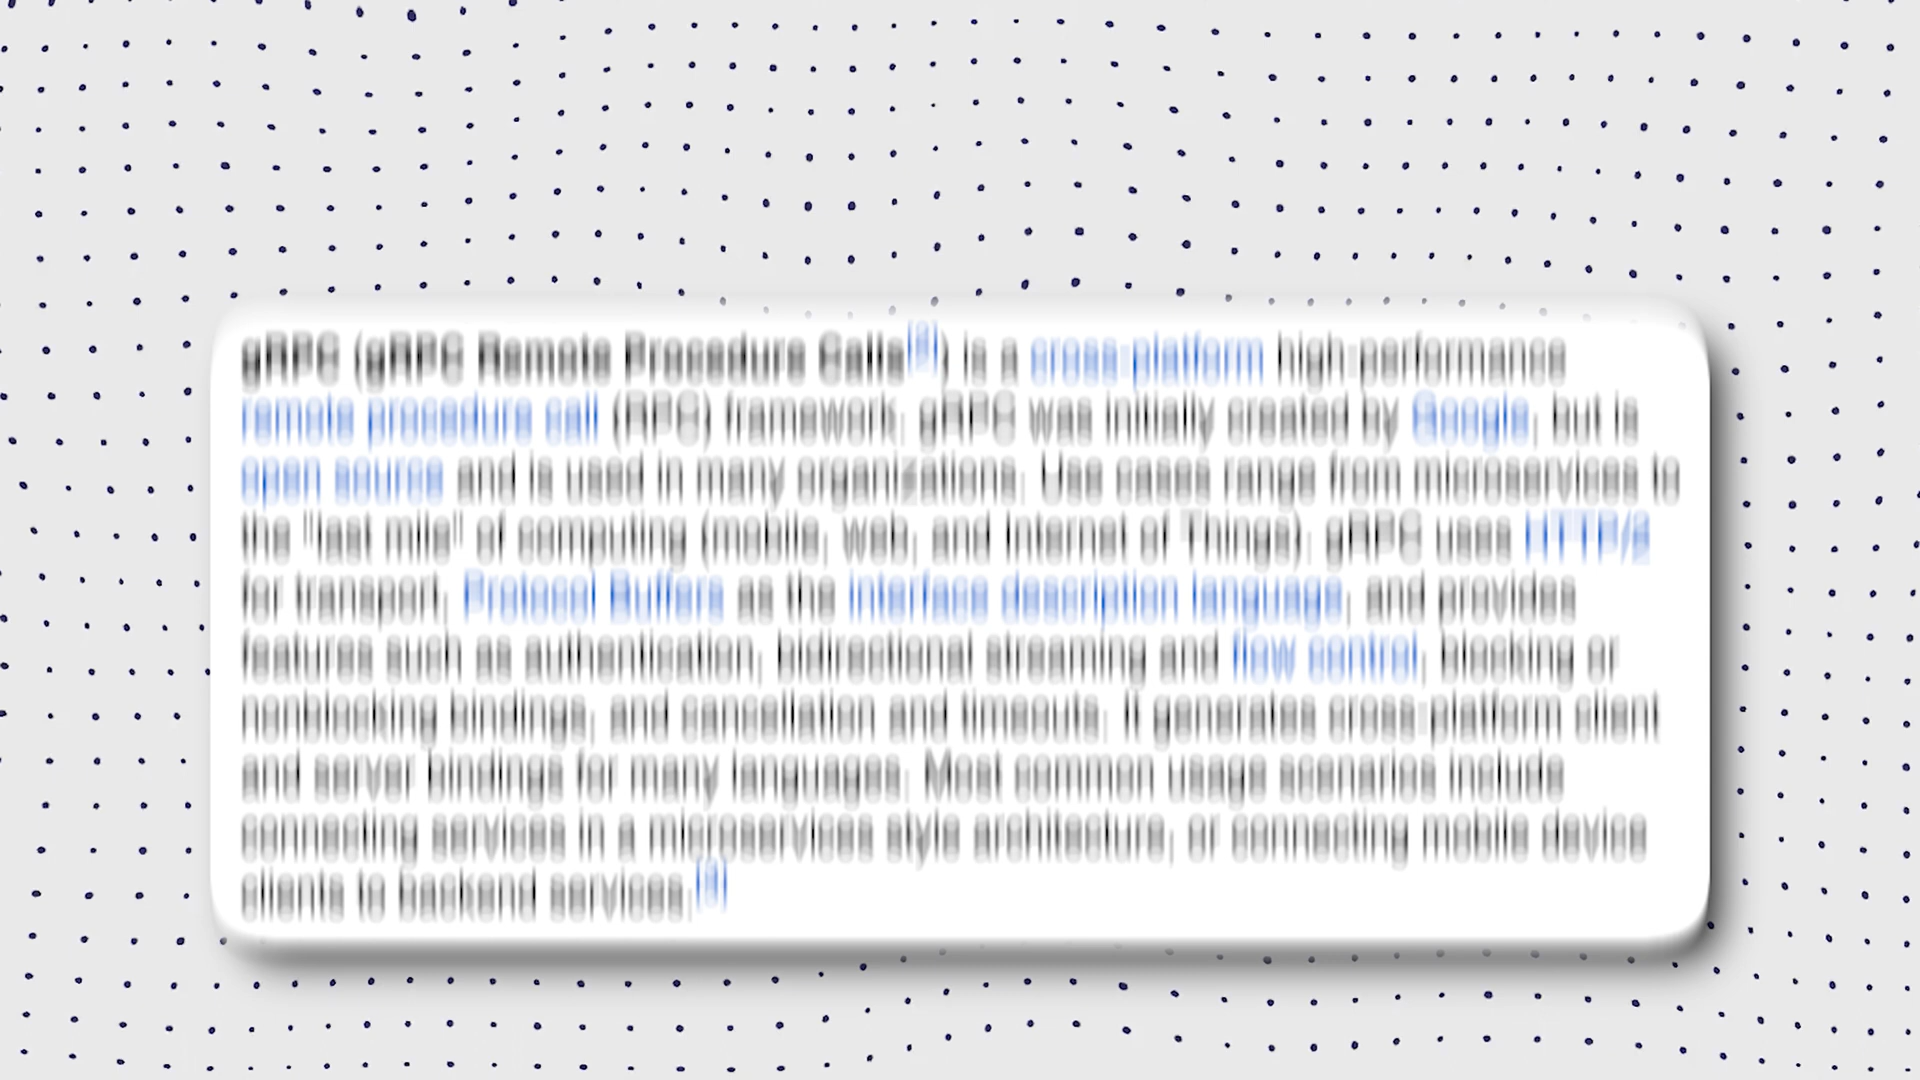 gRPC (gRPC Remote Procedure Calls) is a cross-platform high-performance
remote procedure call (RPC) framework. gRPC was initially created by Google, but is
open source and is used in many organizations. Use cases range from microservices to
the "last mile" of computing (mobile, web, and Internet of Things). gRPC uses HTTP/2
for transport, Protocol Buffers as the interface description language, and provides
features such as authentication, bidirectional streaming and flow control, blocking or
nonblocking bindings, and cancellation and timeouts. It generates cross-platform client
and server bindings for many languages. Most common usage scenarios include
connecting services in a microservices style architecture, or connecting mobile device
clients to backend services.